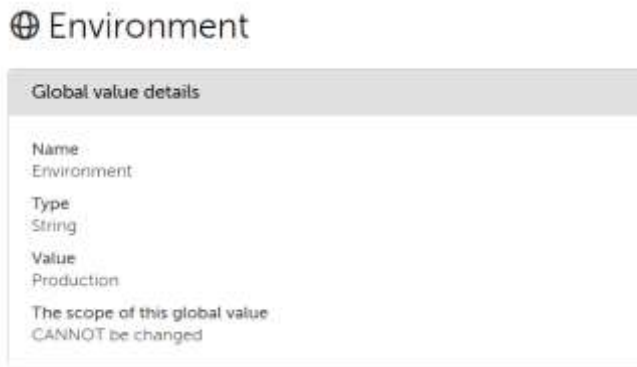 Environment
Global value details
Name
Environment
Type
String
Value
Production
The scope of this global value
CANNOT be changed